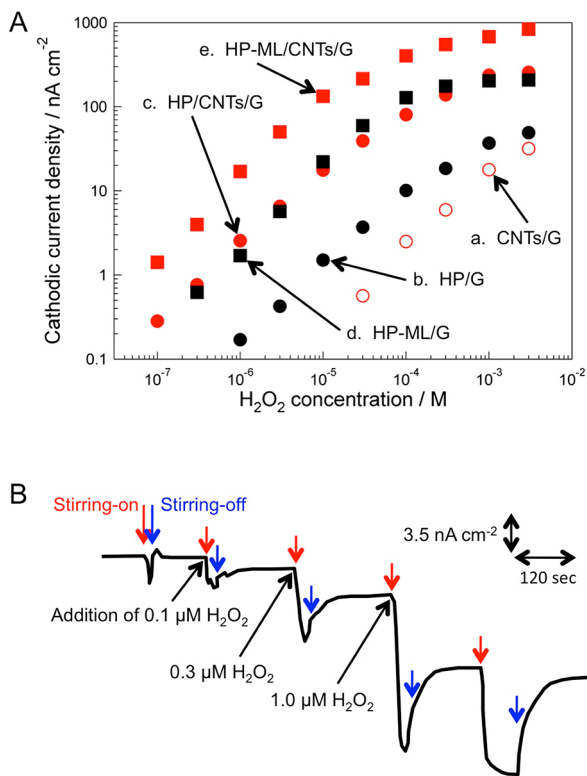 A
Cathodic current density / nA cm⁻²
1000
100
10
1
0.1
e. HP-ML/CNTs/G
c. HP/CNTs/G
a. CNTs/G
b. HP/G
d. HP-ML/G
10⁻⁷ 10⁻⁶ 10⁻⁵ 10⁻⁴ 10⁻³ 10⁻²
H₂O₂ concentration / M
B
Stirring-on Stirring-off
3.5 nA cm⁻²
120 sec
Addition of 0.1 μM H₂O₂
0.3 μM H₂O₂
1.0 μM H₂O₂